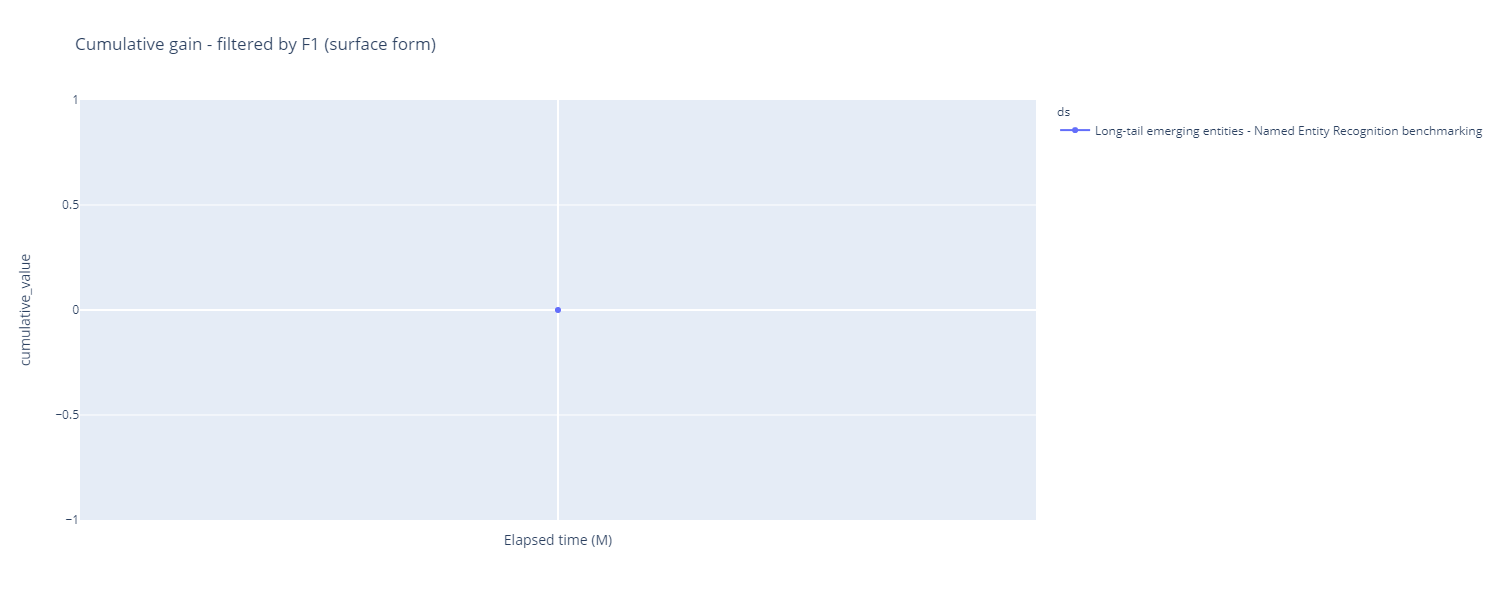 Cumulative gain - filtered by F1 (surface form)
1
0.5
0
−0.5
−1
cumulative_value
Elapsed time (M)
ds
Long-tail emerging entities - Named Entity Recognition benchmarking